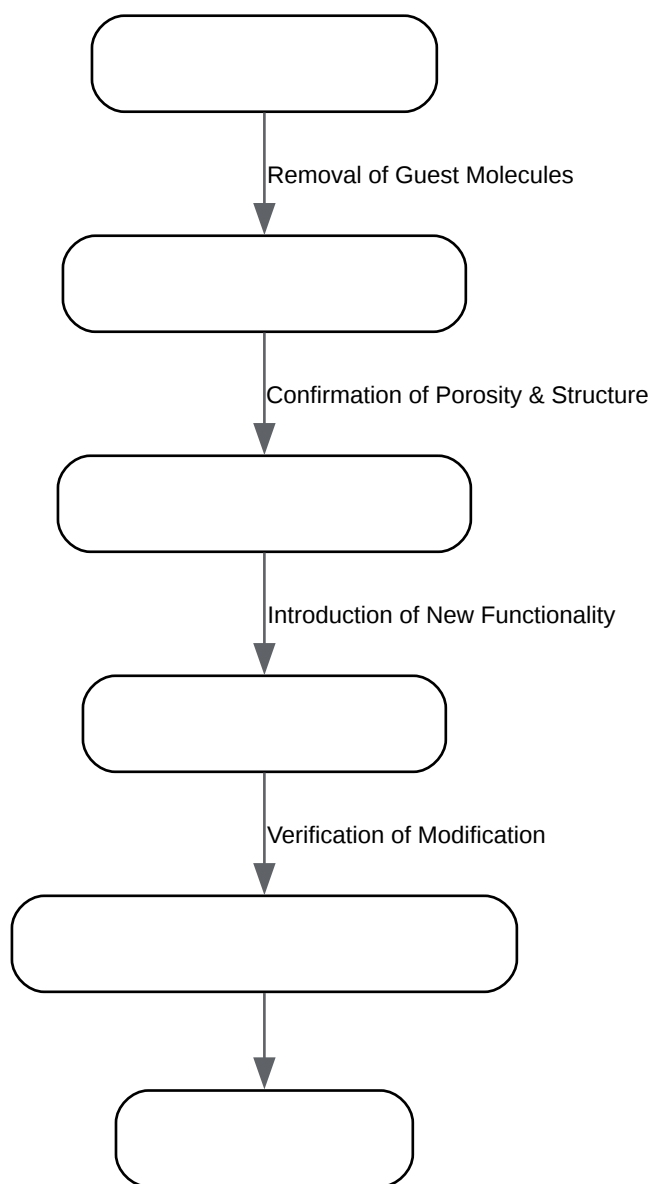 Removal of Guest Molecules
Confirmation of Porosity & Structure
Introduction of New Functionality
Verification of Modification